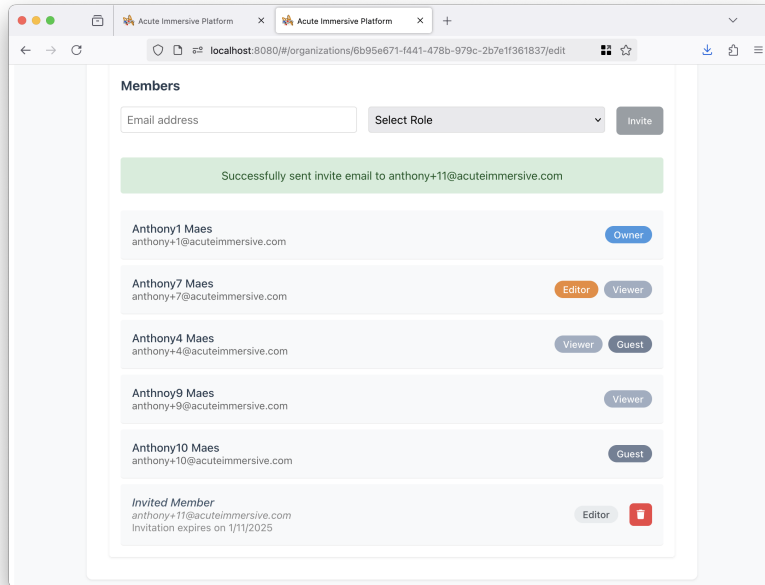 Acute Immersive Platform
Acute Immersive Platform
localhost:8080/#/organizations/6b95e671-f441-478b-979c-2b7e1f361837/edit
Members
Email address
Select Role
Invite
Successfully sent invite email to anthony+11@acuteimmersive.com
Anthony1 Maes
anthony+1@acuteimmersive.com
Owner
Anthony7 Maes
anthony+7@acuteimmersive.com
Editor Viewer
Anthony4 Maes
anthony+4@acuteimmersive.com
Viewer Guest
Anthnoy9 Maes
anthony+9@acuteimmersive.com
Viewer
Anthony10 Maes
anthony+10@acuteimmersive.com
Guest
Invited Member
anthony+11@acuteimmersive.com
Invitation expires on 1/11/2025
Editor